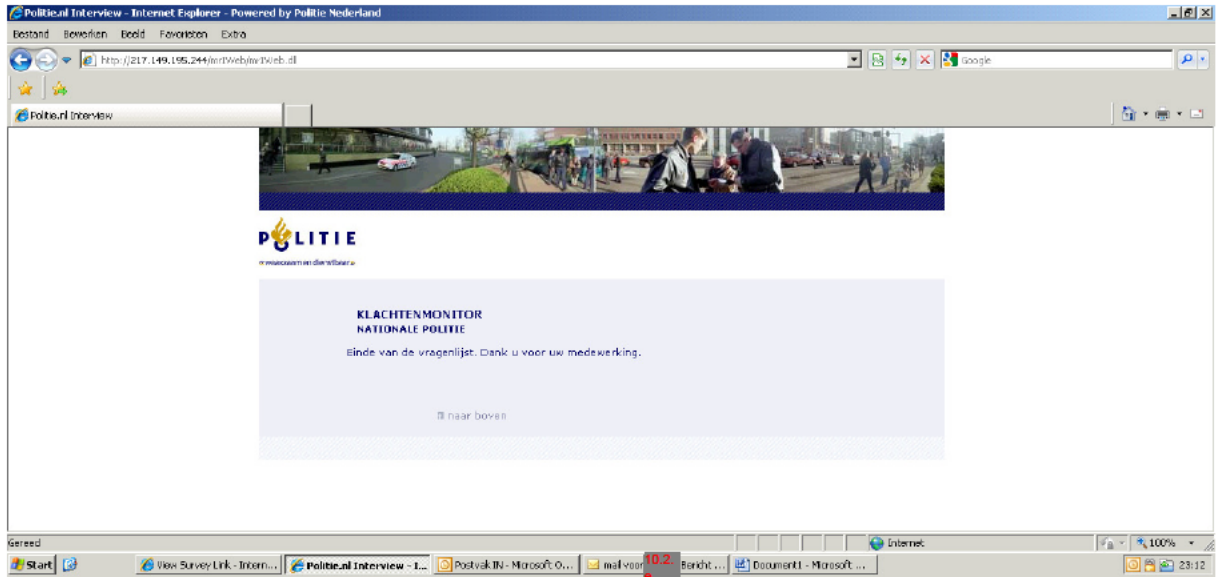 Politie.nl Interview - Internet Explorer - Powered by Politie Nederland
Bestand Bewerken Beeld Favorieten Extra
http://217.149.195.244/mrIWeb/mrIWeb.dll
Google
Politie.nl Interview
POLITIE
KLACHTENMONITOR
NATIONALE POLITIE
Einde van de vragenlijst. Dank u voor uw medewerking.
naar boven
Gereed
Internet
100%
Start
View Survey Link - Intern...
Politie.nl Interview - I...
Postvak IN - Microsoft O...
mail voor
10.2.
Bericht ...
Document1 - Microsoft ...
23:12